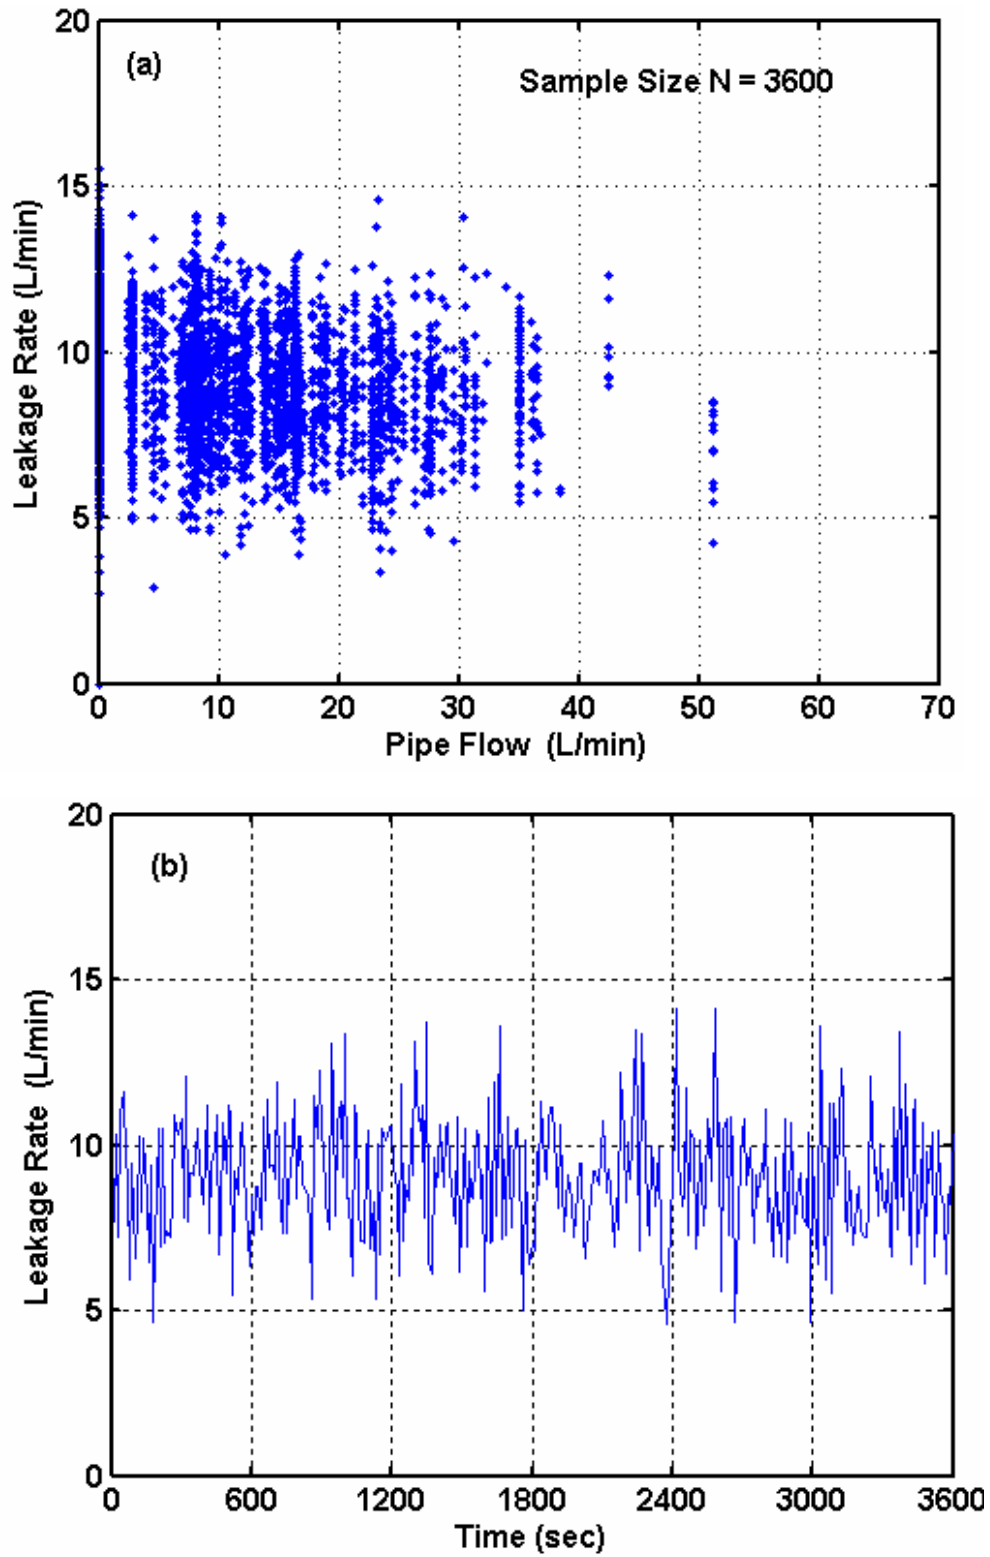 20
(a)
Sample Size N = 3600
15
10
5
0
Leakage Rate (L/min)
0 10 20 30 40 50 60 70
Pipe Flow (L/min)
20
(b)
15
10
5
0
Leakage Rate (L/min)
0 600 1200 1800 2400 3000 3600
Time (sec)